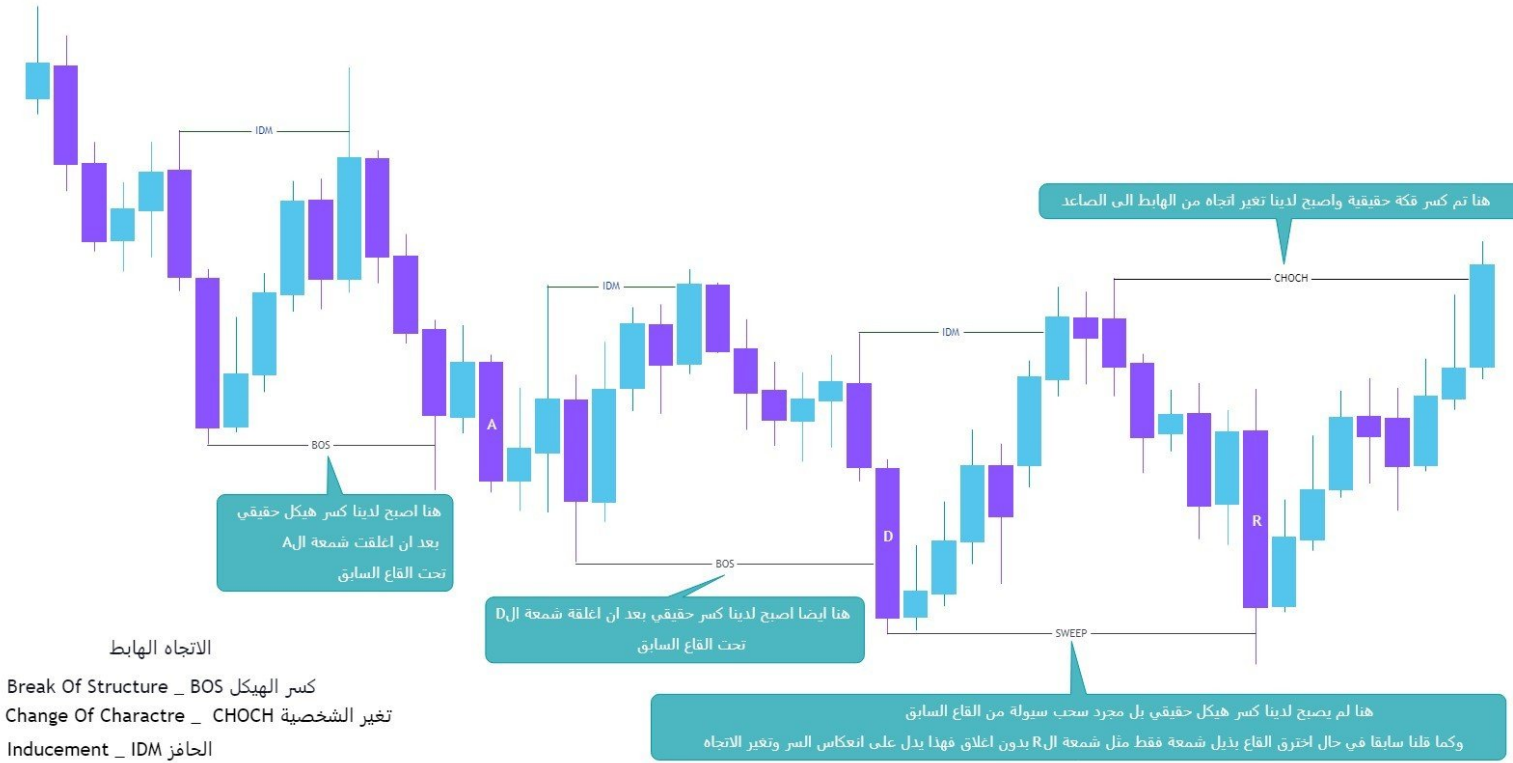 IDM
هنا تم كسر قكة حقيقية واصبح لدينا تغير اتجاه من الهابط الى الصاعد
CHOCH
IDM
IDM
A
BOS
هنا اصبح لدينا كسر هيكل حقيقي
بعد ان اغلقت شمعة الA
تحت القاع السابق
D
R
BOS
هنا ايضا اصبح لدينا كسر حقيقي بعد ان اغلقة شمعة الD
تحت القاع السابق
SWEEP
هنا لم يصبح لدينا كسر هيكل حقيقي بل مجرد سحب سيولة من القاع السابق
وكما قلنا سابقا في حال اخترق القاع بذيل شمعة فقط مثل شمعة الR بدون اغلاق فهذا يدل على انعكاس السر وتغير الاتجاه
الاتجاه الهابط
Break Of Structure _ BOS كسر الهيكل
Change Of Charactre _ CHOCH تغير الشخصية
Inducement _ IDM الحافز